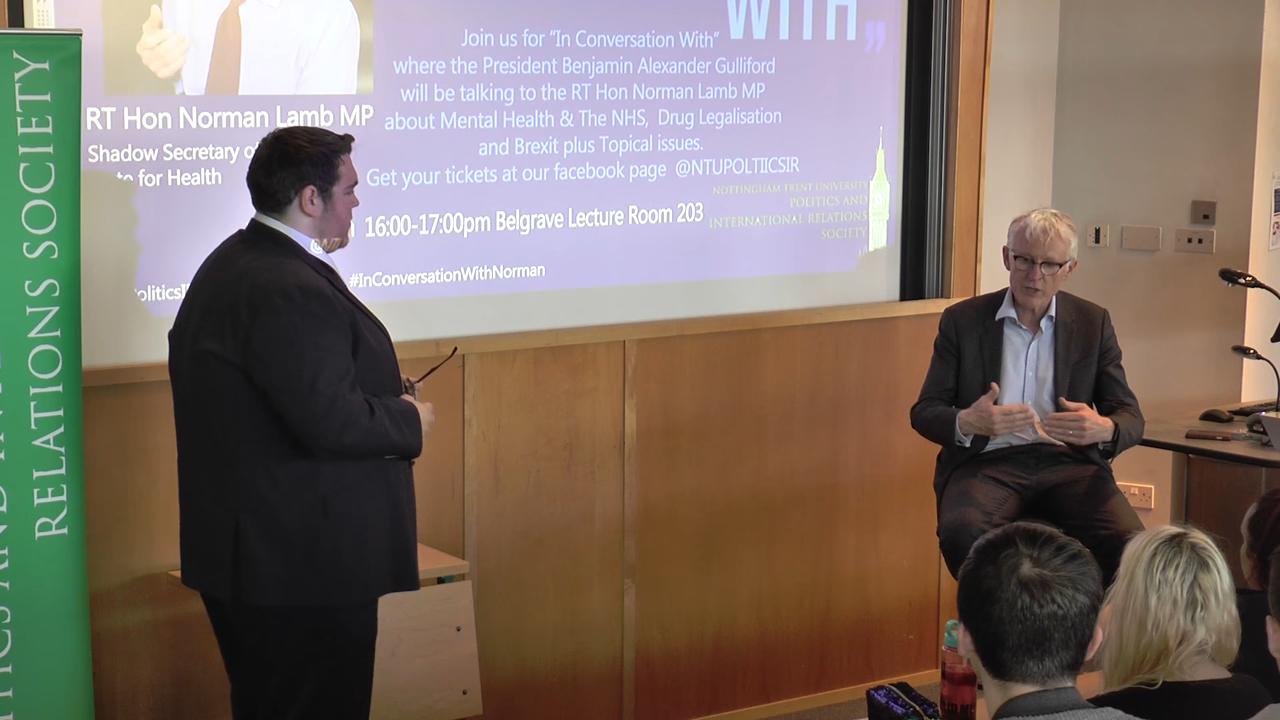 RELATIONS SOCIETY
WITH"
Join us for "In Conversation With"
where the President Benjamin Alexander Gulliford
will be talking to the RT Hon Norman Lamb MP
about Mental Health & The NHS, Drug Legalisation
and Brexit plus Topical issues.
Get your tickets at our facebook page @NTUPOLTIICSIR
RT Hon Norman Lamb MP
Shadow Secretary of
te for Health
16:00-17:00pm Belgrave Lecture Room 203
#InConversationWithNorman
NOTTINGHAM TRENT UNIVERSITY
POLITICS AND
INTERNATIONAL RELATIONS
SOCIETY